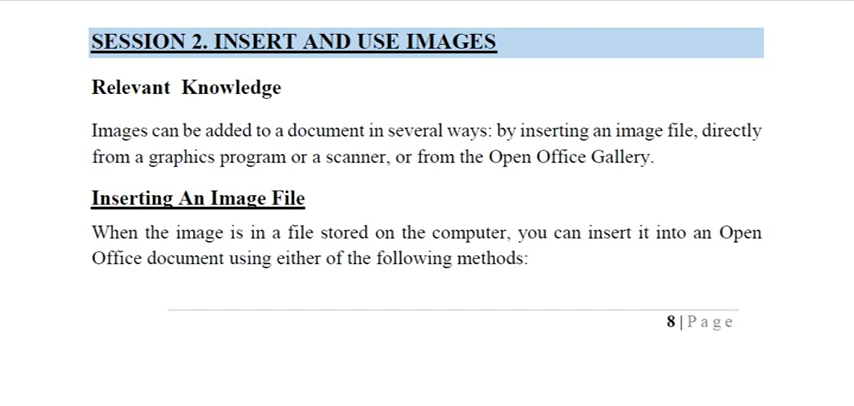 SESSION 2. INSERT AND USE IMAGES
Relevant Knowledge
Images can be added to a document in several ways: by inserting an image file, directly
from a graphics program or a scanner, or from the Open Office Gallery.
Inserting An Image File
When the image is in a file stored on the computer, you can insert it into an Open
Office document using either of the following methods:
8 | P a g e